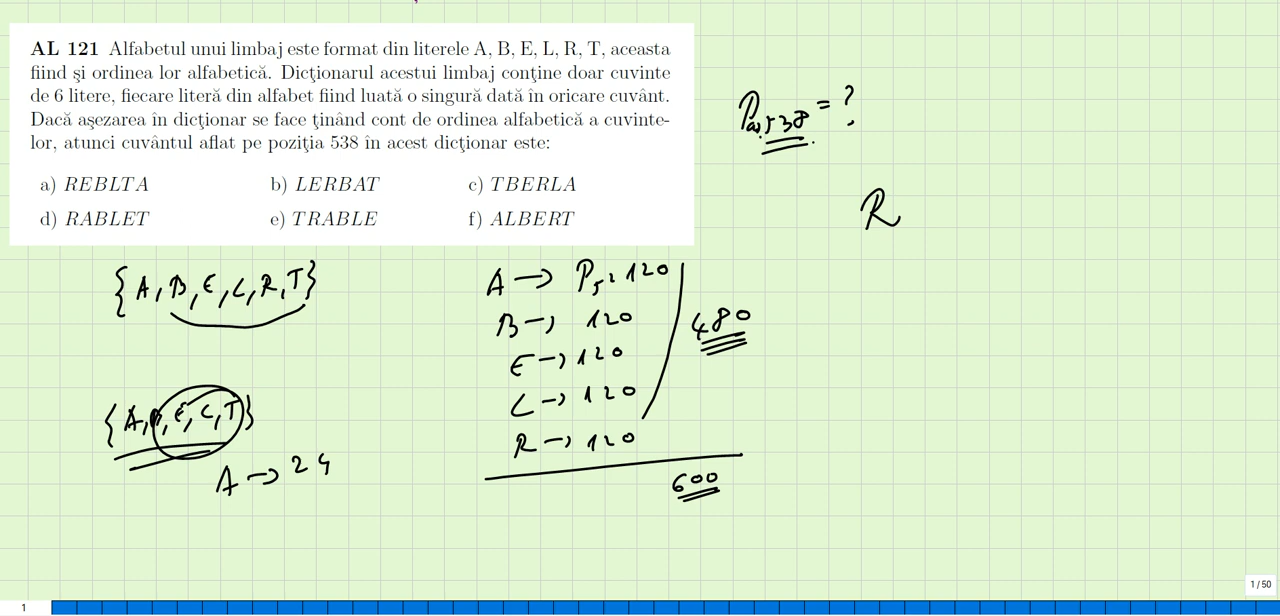 AL 121 Alfabetul unui limbaj este format din literele A, B, E, L, R, T, aceasta
fiind şi ordinea lor alfabetică. Dicţionarul acestui limbaj conţine doar cuvinte
de 6 litere, fiecare literă din alfabet fiind luată o singură dată în oricare cuvânt.
Dacă aşezarea în dicţionar se face ţinând cont de ordinea alfabetică a cuvinte-
lor, atunci cuvântul aflat pe poziţia 538 în acest dicţionar este:
a) REBLTA b) LERBAT c) TBERLA
d) RABLET e) TRABLE f) ALBERT
= ?
R
{A, B, E, L, R, T}
A → P5 = 120
B → 120
480
E → 120
L → 120
{A, B, E, L, T}
R → 120
A → 24
600
1 / 50
1